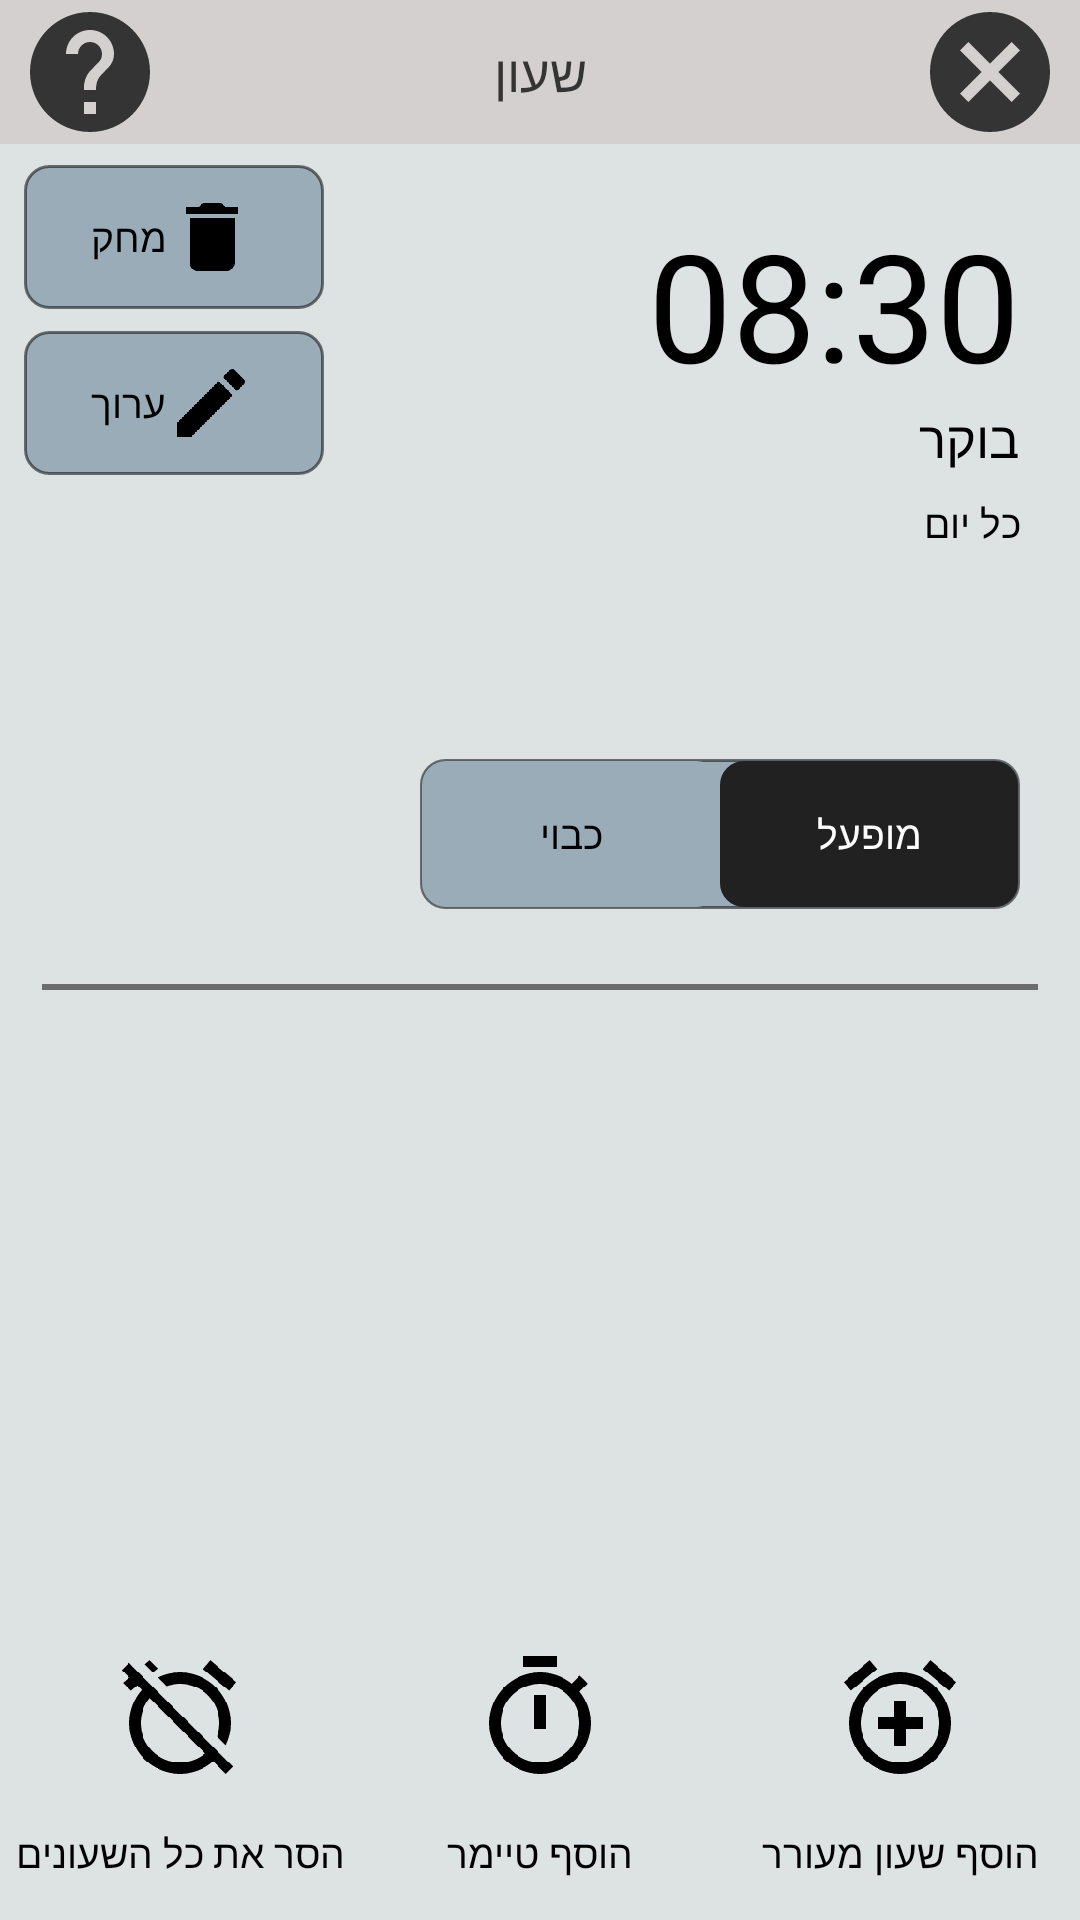 שעון
08:30
בוקר
כל יום
מחק
ערוך
מופעל
כבוי
הוסף שעון מעורר
הוסף טיימר
הסר את כל השעונים